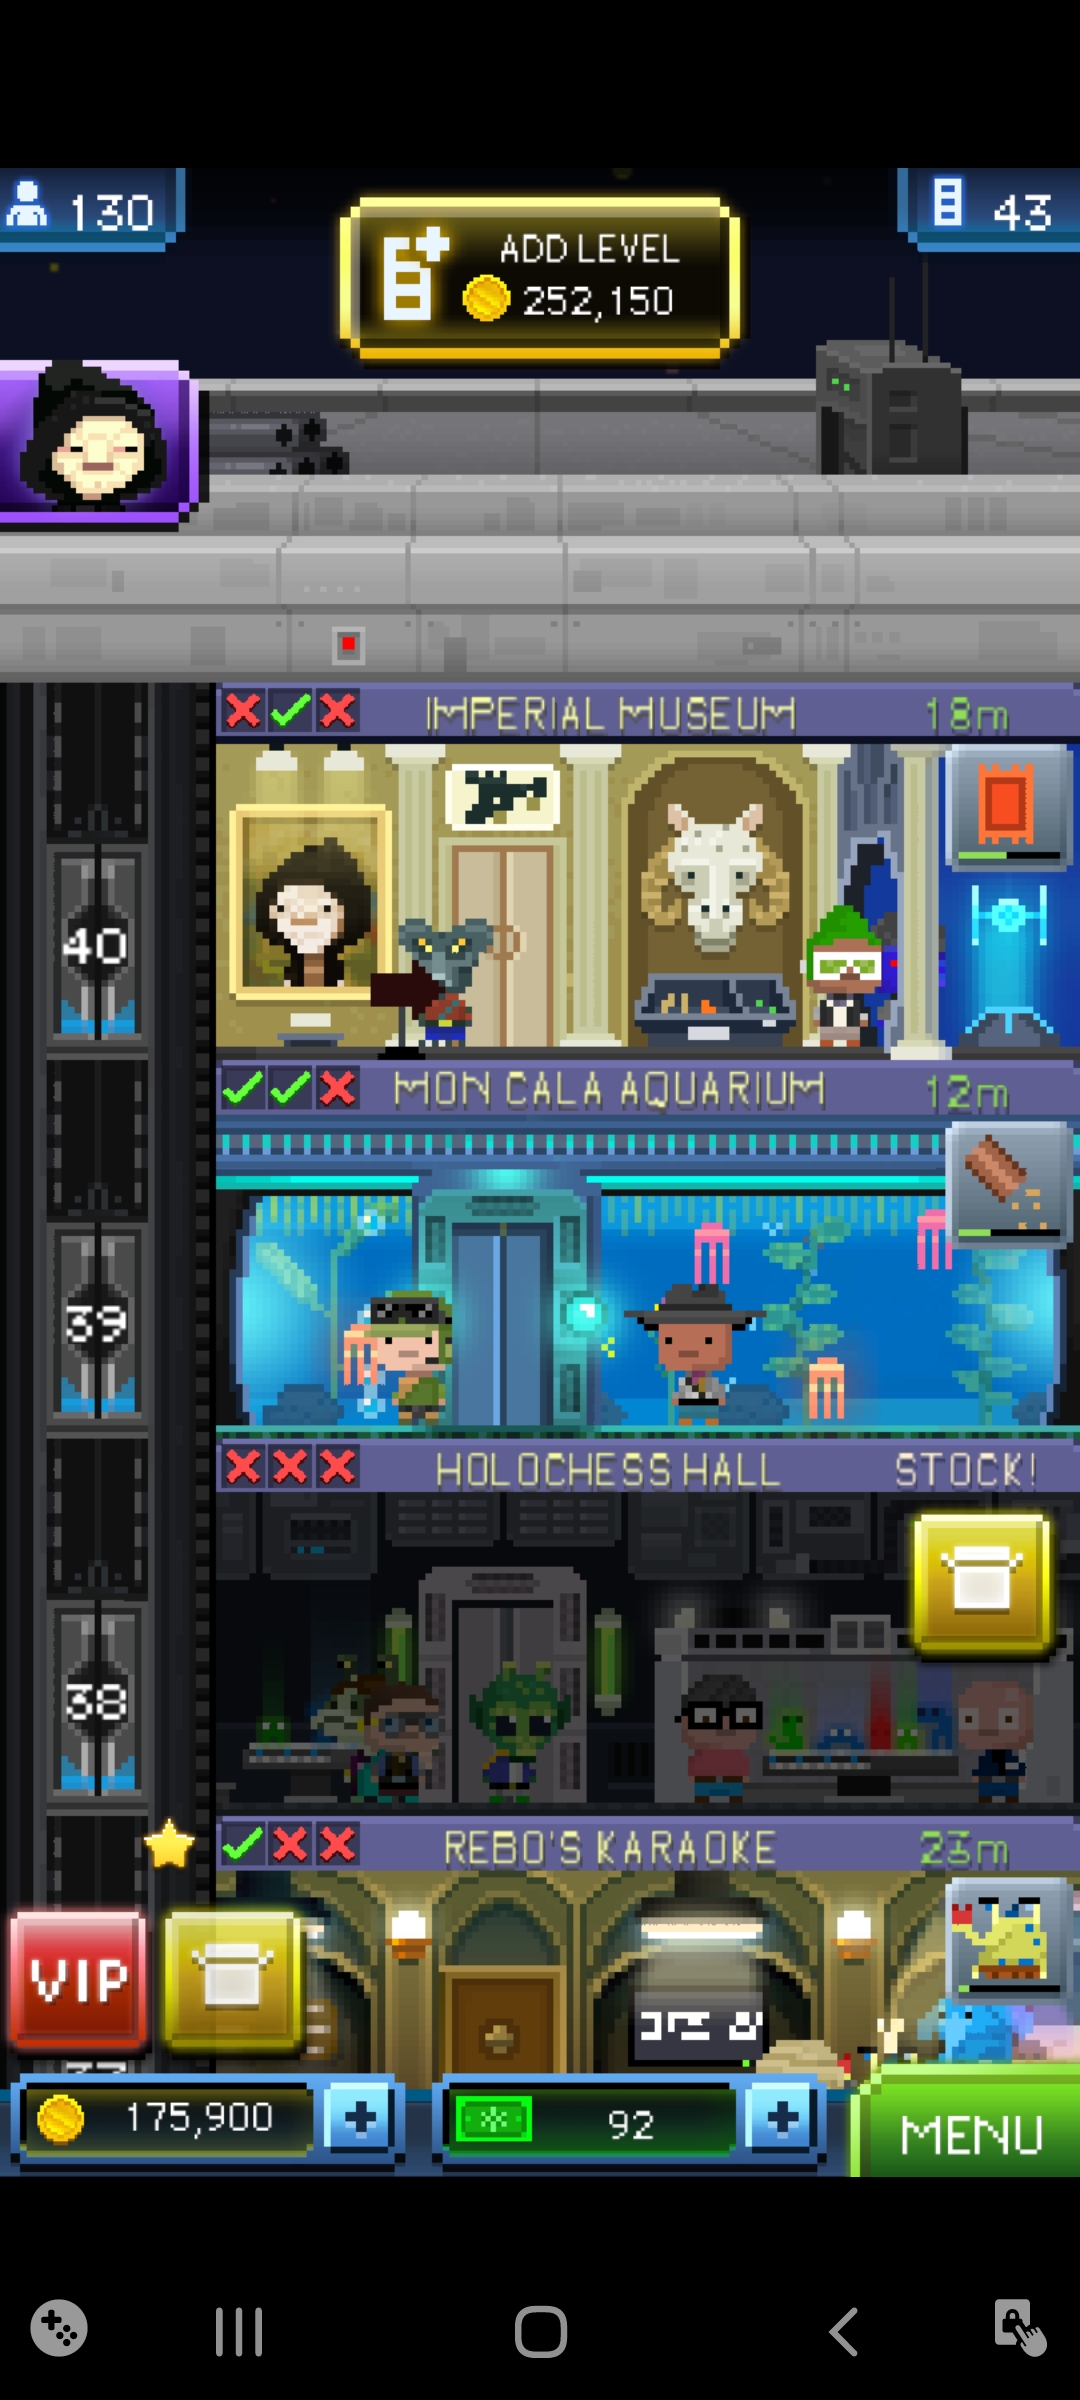 130
ADD LEVEL
252,150
43
IMPERIAL MUSEUM 18m
40
MON CALA AQUARIUM 12m
39
HOLOCHESS HALL STOCK!
38
REBO'S KARAOKE 23m
VIP
175,900
92
MENU